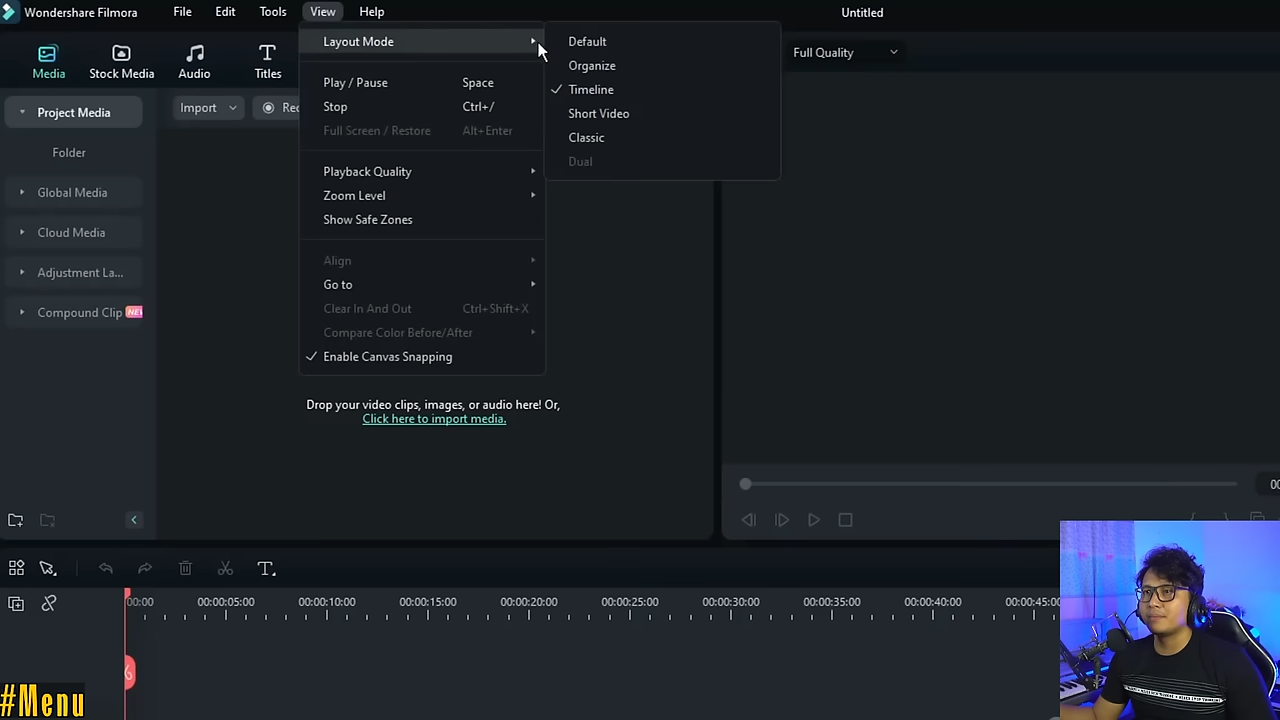 Wondershare Filmora File Edit Tools View Help Untitled
Layout Mode
Play / Pause Space
Stop Ctrl+/
Full Screen / Restore Alt+Enter
Playback Quality
Zoom Level
Show Safe Zones
Align
Go to
Clear In And Out Ctrl+Shift+X
Compare Color Before/After
Enable Canvas Snapping
Default
Organize
Timeline
Short Video
Classic
Dual
Full Quality
Media Stock Media Audio Titles
Project Media
Folder
Global Media
Cloud Media
Adjustment La...
Compound Clip NEW
Import
Drop your video clips, images, or audio here! Or,
Click here to import media.
00:00 00:00:05:00 00:00:10:00 00:00:15:00 00:00:20:00 00:00:25:00 00:00:30:00 00:00:35:00 00:00:40:00 00:00:45:00
#Menu